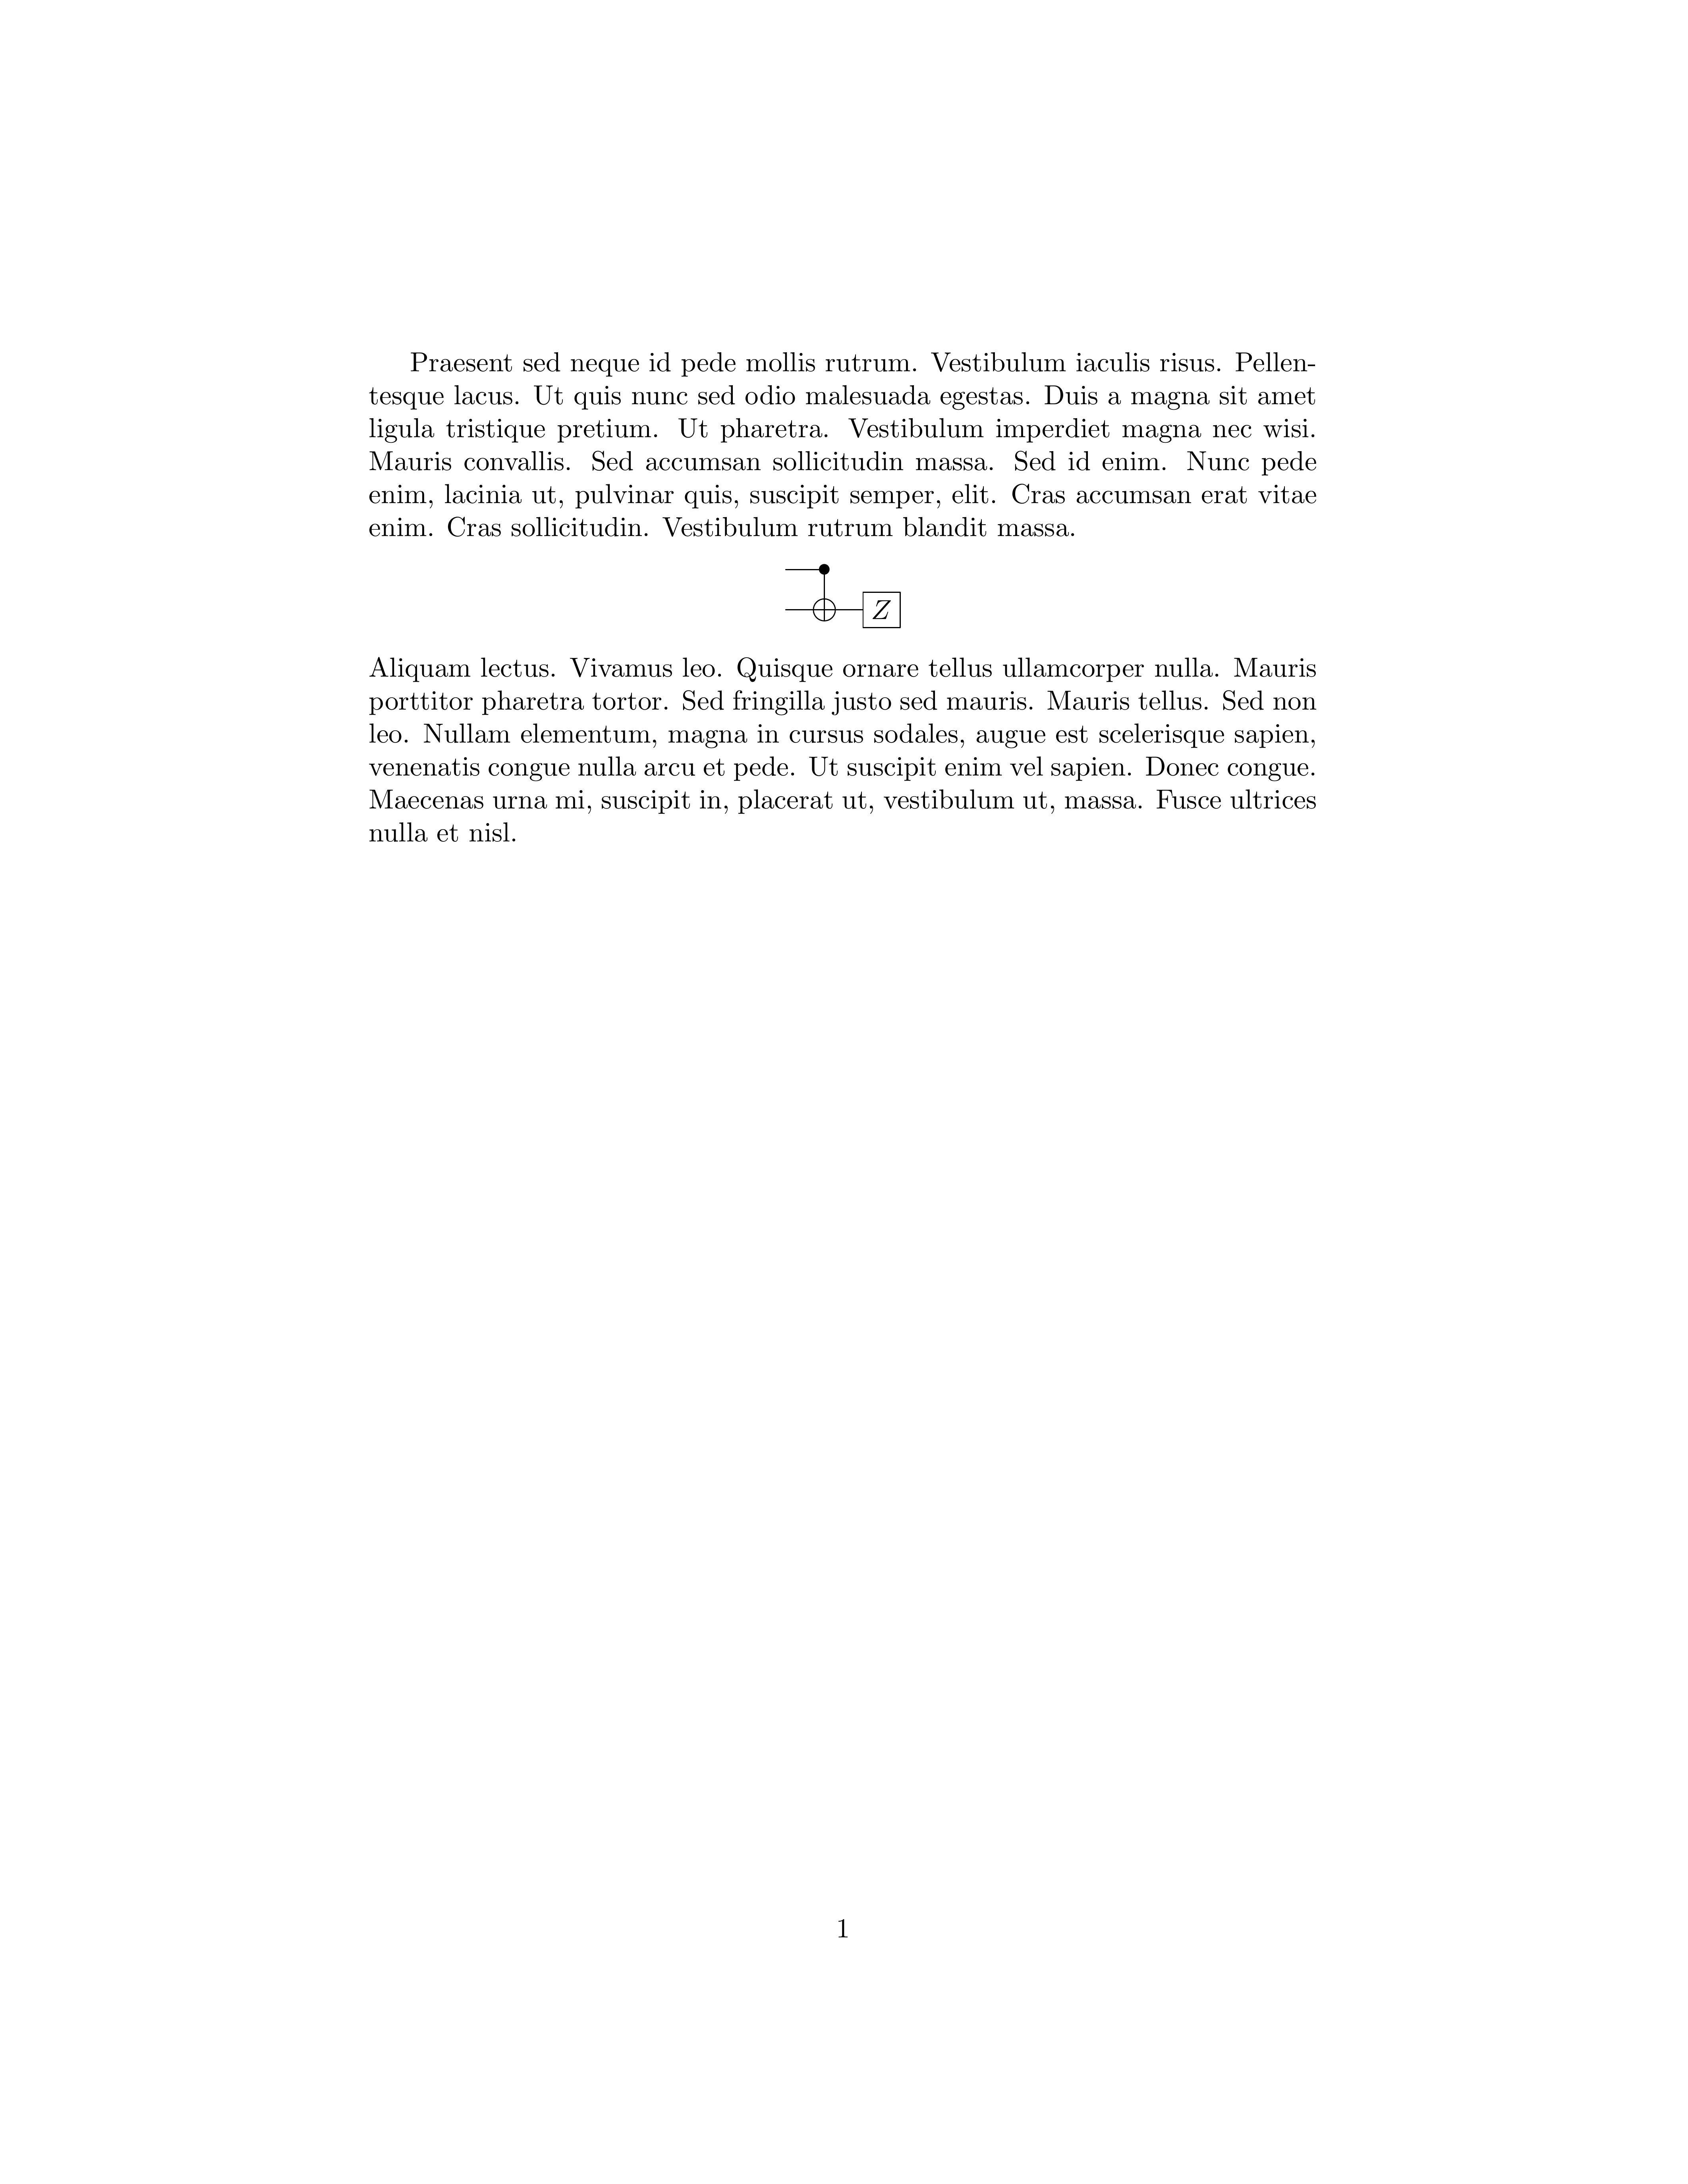 Praesent sed neque id pede mollis rutrum. Vestibulum iaculis risus. Pellen-
tesque lacus. Ut quis nunc sed odio malesuada egestas. Duis a magna sit amet
ligula tristique pretium. Ut pharetra. Vestibulum imperdiet magna nec wisi.
Mauris convallis. Sed accumsan sollicitudin massa. Sed id enim. Nunc pede
enim, lacinia ut, pulvinar quis, suscipit semper, elit. Cras accumsan erat vitae
enim. Cras sollicitudin. Vestibulum rutrum blandit massa.
Z
Aliquam lectus. Vivamus leo. Quisque ornare tellus ullamcorper nulla. Mauris
porttitor pharetra tortor. Sed fringilla justo sed mauris. Mauris tellus. Sed non
leo. Nullam elementum, magna in cursus sodales, augue est scelerisque sapien,
venenatis congue nulla arcu et pede. Ut suscipit enim vel sapien. Donec congue.
Maecenas urna mi, suscipit in, placerat ut, vestibulum ut, massa. Fusce ultrices
nulla et nisl.
1